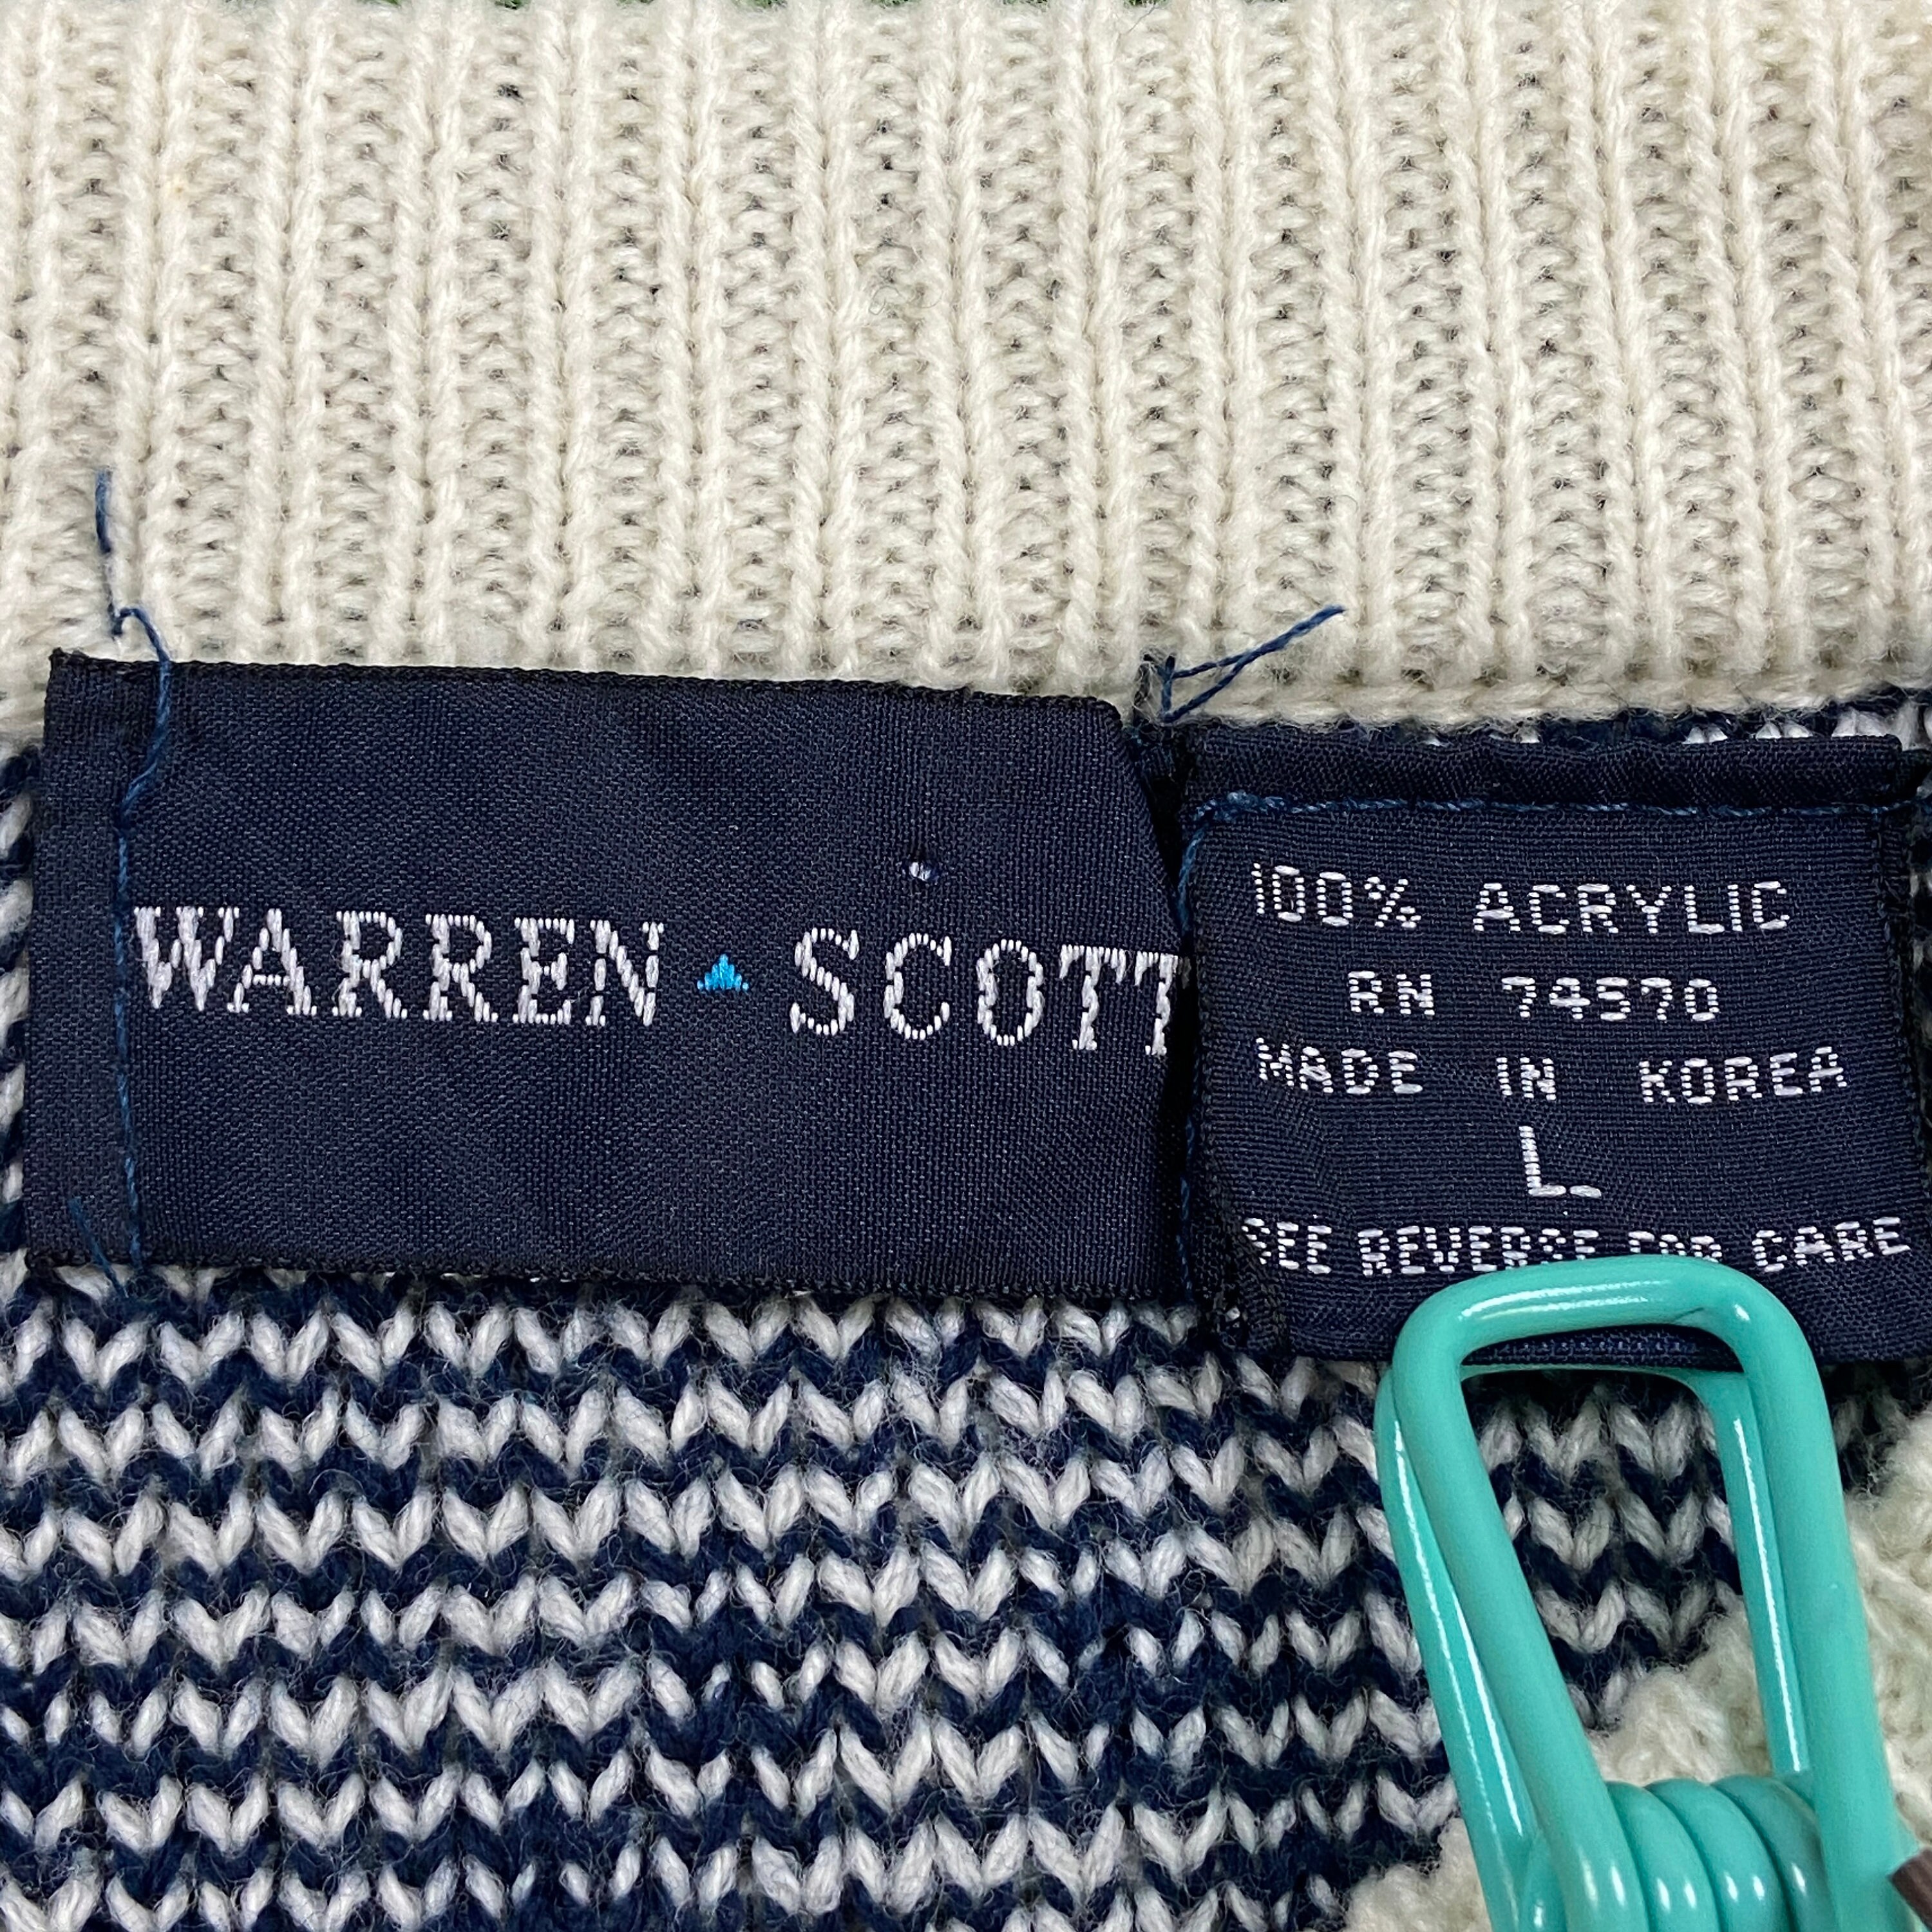 WARREN SCOTT
100% ACRYLIC
RN 74570
MADE IN KOREA
L
SEE REVERSE FOR CARE